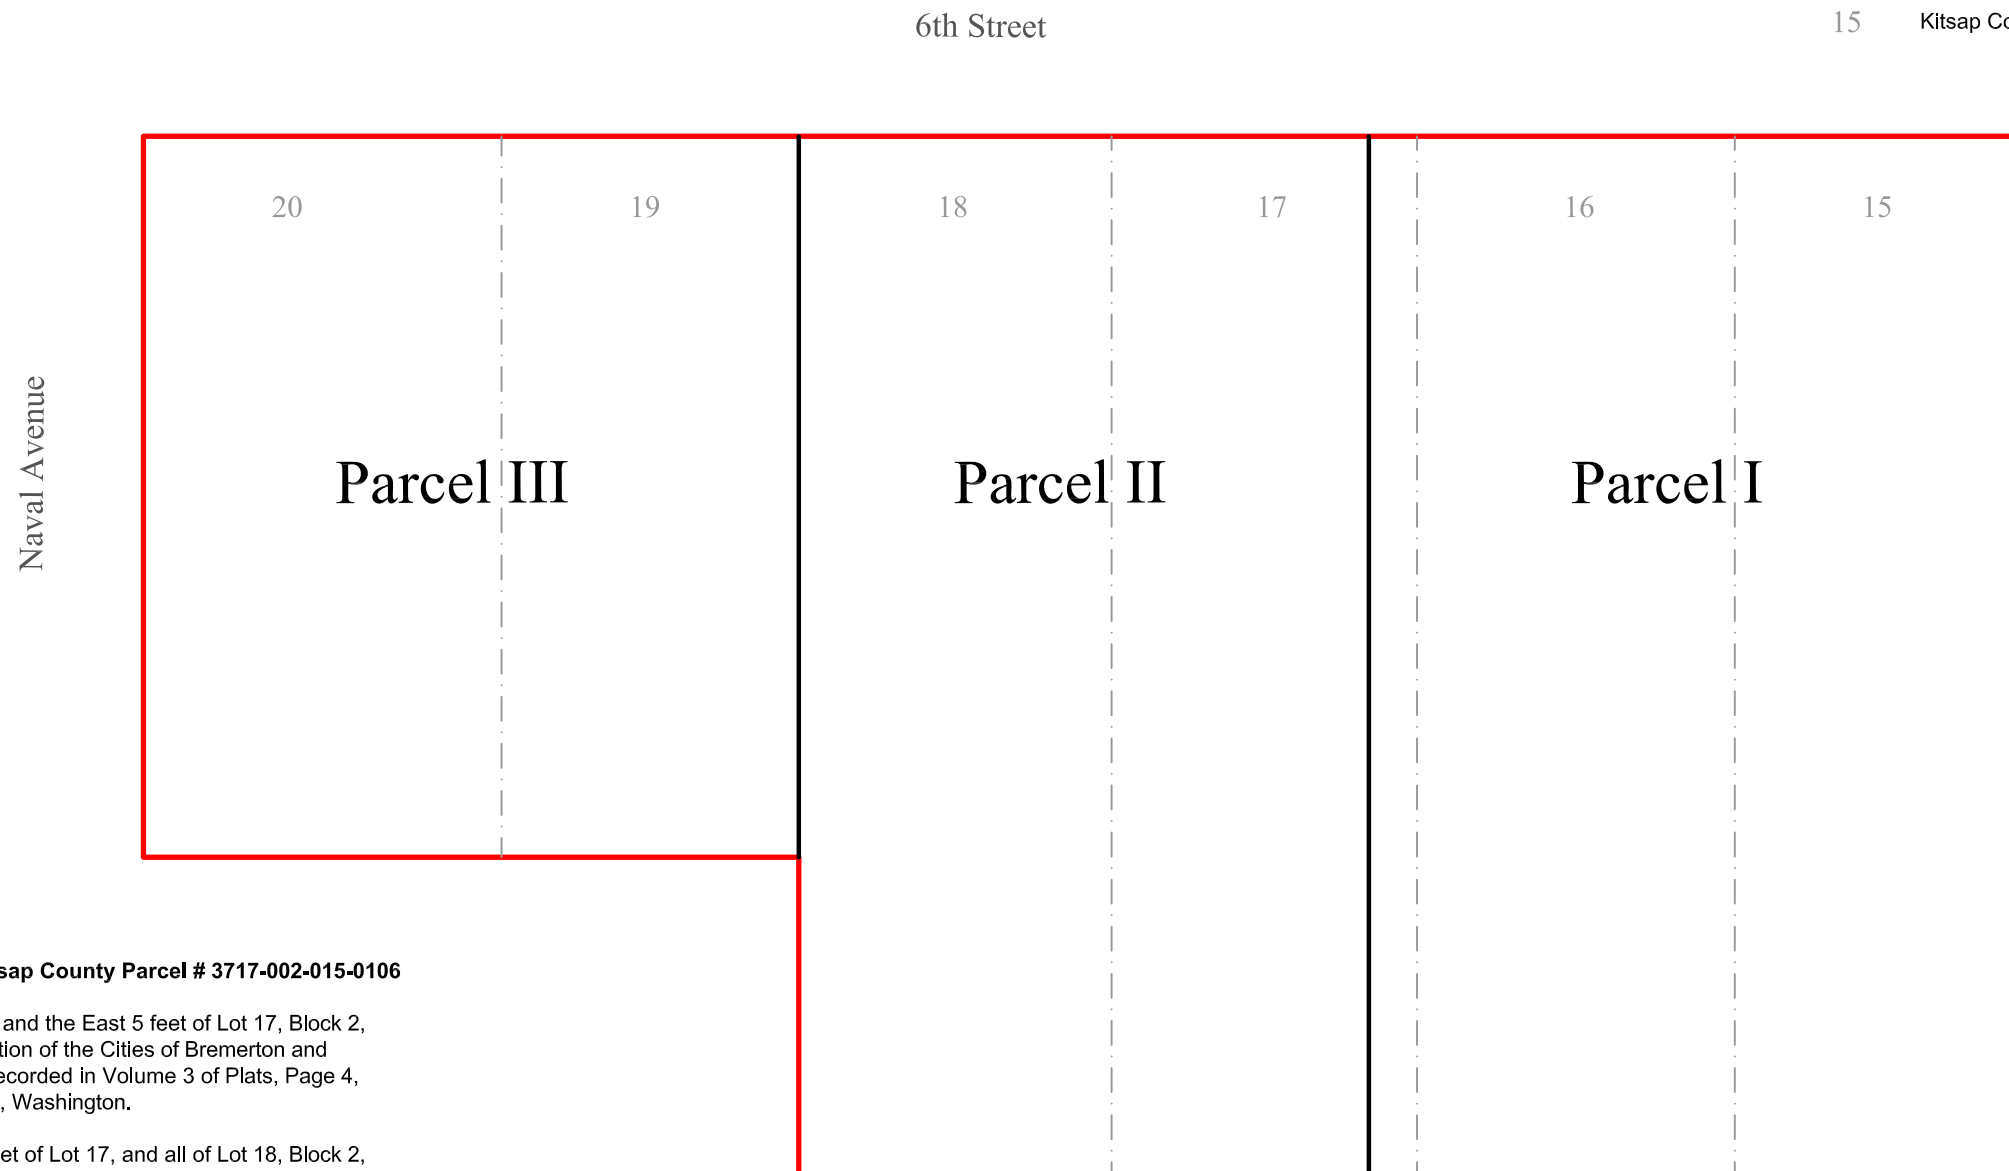 6th Street
15 Kitsap Co
20 19 18 17 16 15
Naval Avenue
Parcel III Parcel II Parcel I
sap County Parcel # 3717-002-015-0106
and the East 5 feet of Lot 17, Block 2,
tion of the Cities of Bremerton and
ecorded in Volume 3 of Plats, Page 4,
, Washington.
et of Lot 17, and all of Lot 18, Block 2,